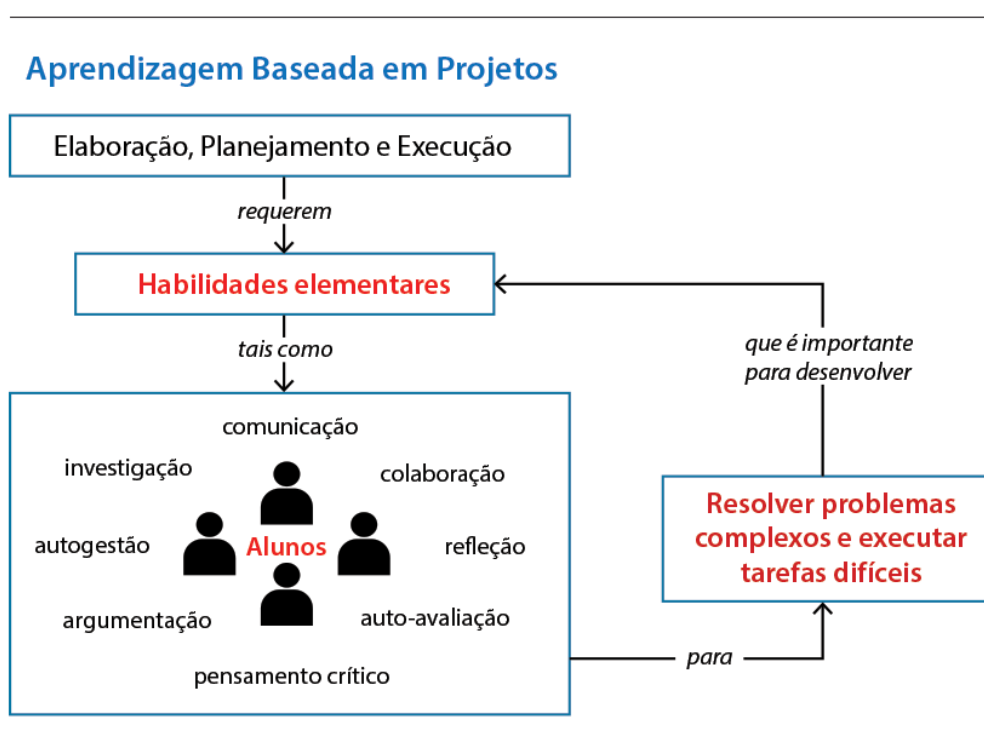 Aprendizagem Baseada em Projetos
Elaboração, Planejamento e Execução
requerem
Habilidades elementares
tais como
que é importante
para desenvolver
comunicação
investigação
colaboração
autogestão
Alunos
refleção
argumentação
auto-avaliação
pensamento crítico
Resolver problemas
complexos e executar
tarefas difíceis
para